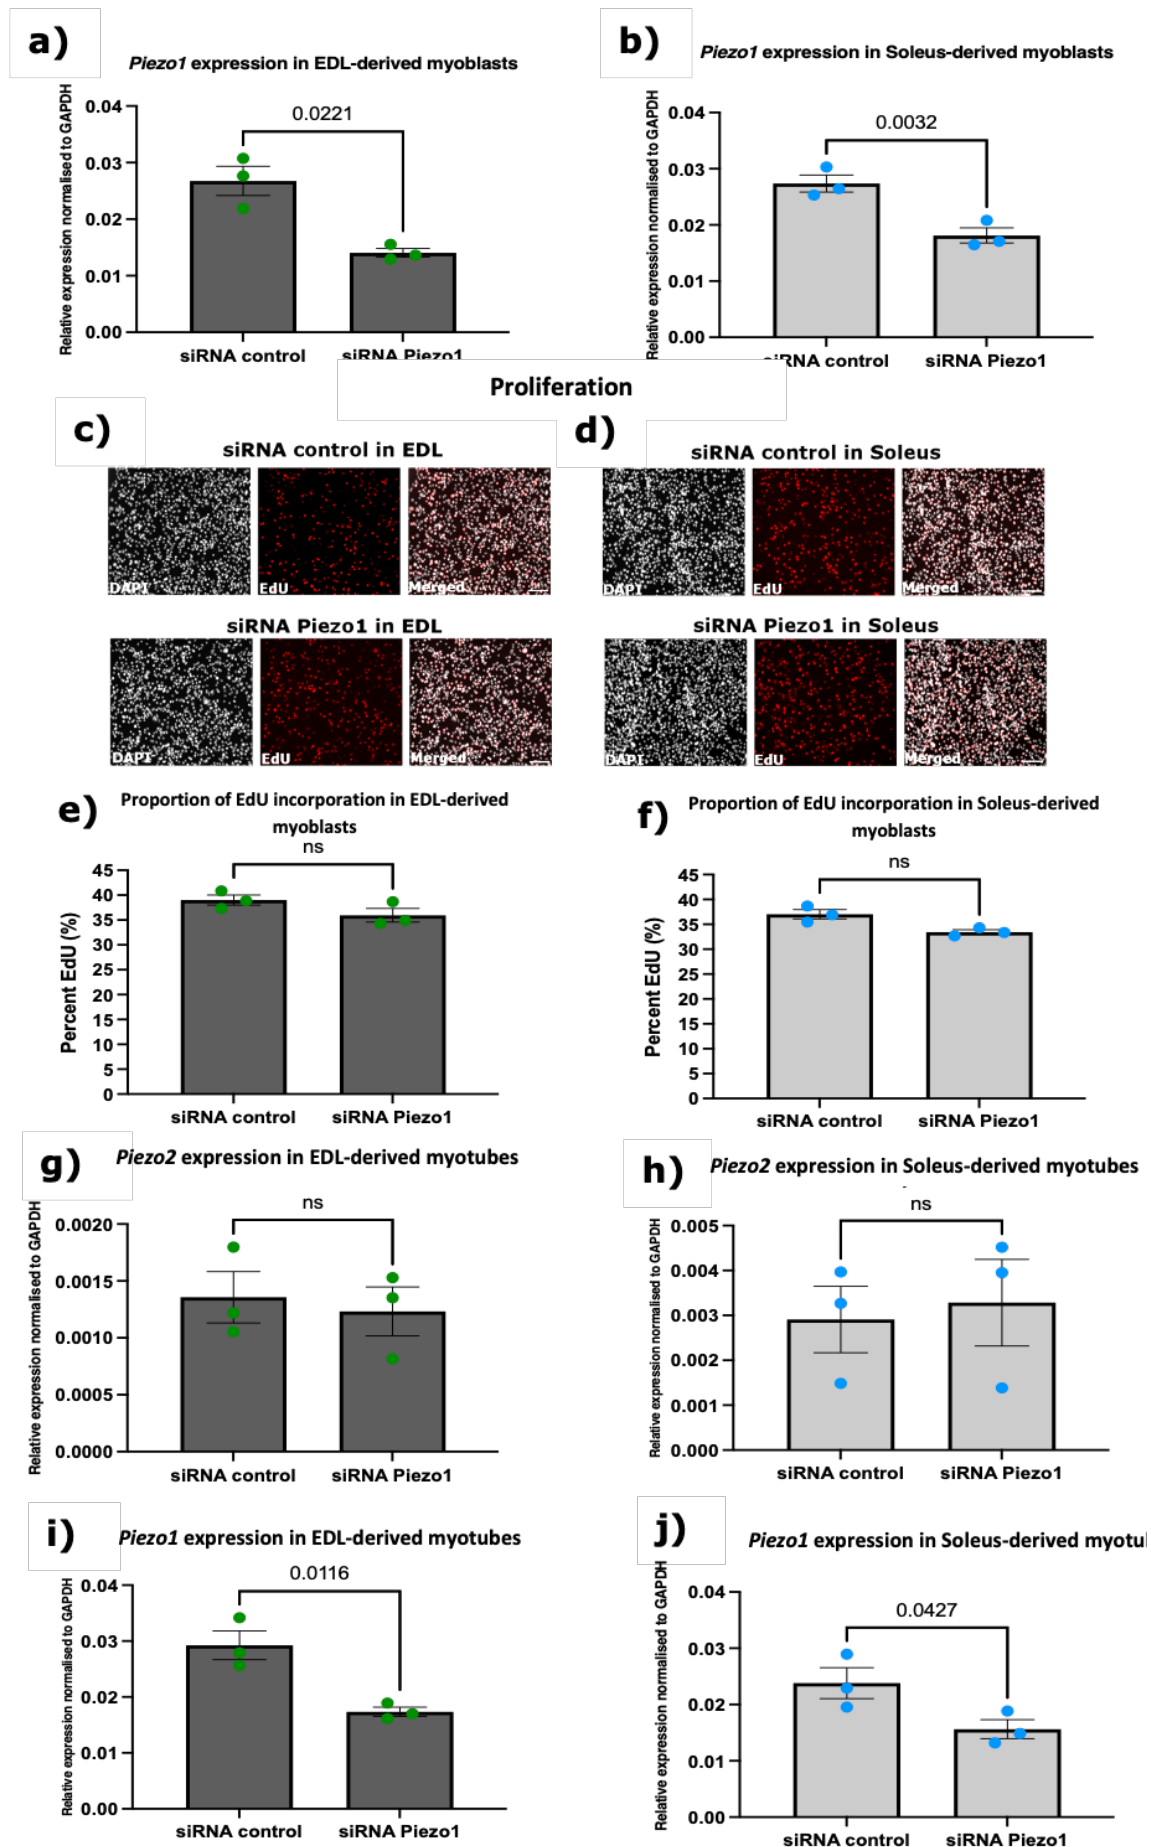 a)
Piezo1 expression in EDL-derived myoblasts
Relative expression normalised to GAPDH
0.04
0.03
0.02
0.01
0.00
0.0221
siRNA control
siRNA Piezo1
b)
Piezo1 expression in Soleus-derived myoblasts
Relative expression normalised to GAPDH
0.04
0.03
0.02
0.01
0.00
0.0032
siRNA control
siRNA Piezo1
Proliferation
c)
siRNA control in EDL
DAPI
EdU
Merged
siRNA Piezo1 in EDL
DAPI
EdU
Merged
d)
siRNA control in Soleus
DAPI
EdU
Merged
siRNA Piezo1 in Soleus
DAPI
EdU
Merged
e)
Proportion of EdU incorporation in EDL-derived
myoblasts
ns
Percent EdU (%)
45
40
35
30
25
20
15
10
5
0
siRNA control
siRNA Piezo1
f)
Proportion of EdU incorporation in Soleus-derived
myoblasts
ns
Percent EdU (%)
45
40
35
30
25
20
15
10
5
0
siRNA control
siRNA Piezo1
g)
Piezo2 expression in EDL-derived myotubes
ns
Relative expression normalised to GAPDH
0.0020
0.0015
0.0010
0.0005
0.0000
siRNA control
siRNA Piezo1
h)
Piezo2 expression in Soleus-derived myotubes
ns
Relative expression normalised to GAPDH
0.005
0.004
0.003
0.002
0.001
0.000
siRNA control
siRNA Piezo1
i)
Piezo1 expression in EDL-derived myotubes
0.0116
Relative expression normalised to GAPDH
0.04
0.03
0.02
0.01
0.00
siRNA control
siRNA Piezo1
j)
Piezo1 expression in Soleus-derived myotu
0.0427
Relative expression normalised to GAPDH
0.04
0.03
0.02
0.01
0.00
siRNA control
siRNA Piezo1